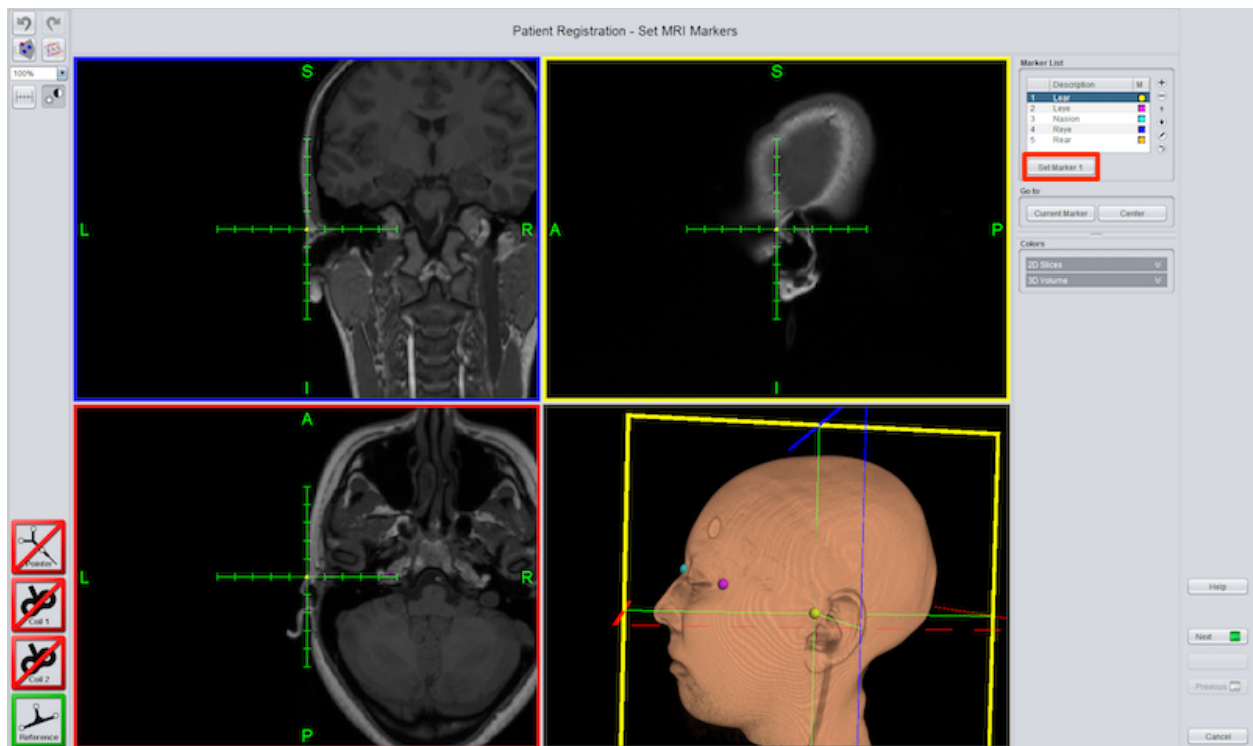 Patient Registration - Set MRI Markers
100%
S
L
R
I
S
A
P
I
A
L
R
P
Marker List
Description M
1 Lear
2 Leye
3 Nasion
4 Reye
5 Rear
Set Marker 1
Go to
Current Marker Center
Colors
2D Slices
3D Volume
Pointer
Coil 1
Coil 2
Reference
Help
Next
Previous
Cancel